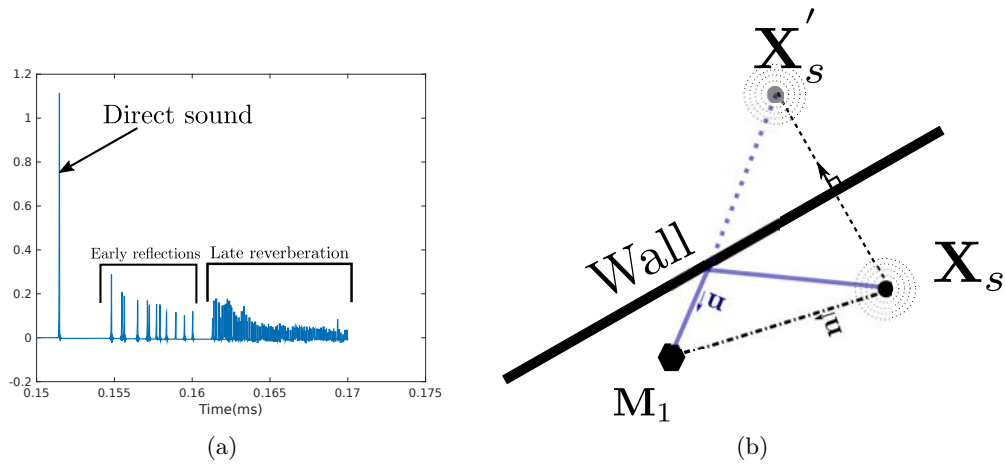 1.2
1
0.8
0.6
0.4
0.2
0
-0.2
0.15
0.155
0.16
0.165
0.17
0.175
Time(ms)
Direct sound
Early reflections
Late reverberation
(a)
X′s
Wall
Xs
n
n
M1
(b)